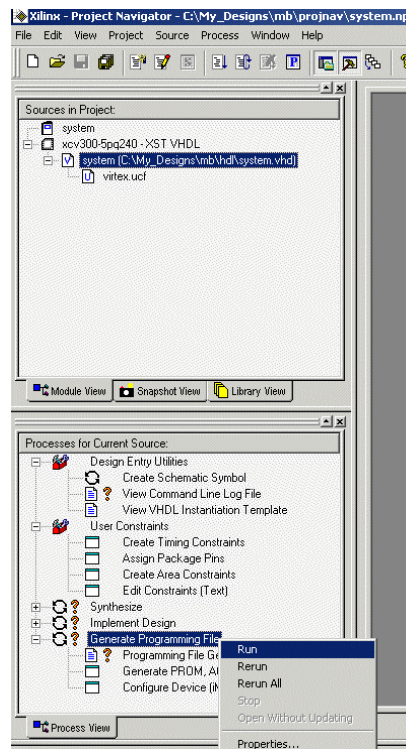 Xilinx - Project Navigator - C:\My_Designs\mb\projnav\system.np
File Edit View Project Source Process Window Help
Sources in Project:
system
xcv300-5pq240 - XST VHDL
system (C:\My_Designs\mb\hdl\system.vhd)
virtex.ucf
Module View Snapshot View Library View
Processes for Current Source:
Design Entry Utilities
Create Schematic Symbol
View Command Line Log File
View VHDL Instantiation Template
User Constraints
Create Timing Constraints
Assign Package Pins
Create Area Constraints
Edit Constraints (Text)
Synthesize
Implement Design
Generate Programming File
Programming File Ge
Generate PROM, A
Configure Device (iM
Run
Rerun
Rerun All
Stop
Open Without Updating
Properties...
Process View